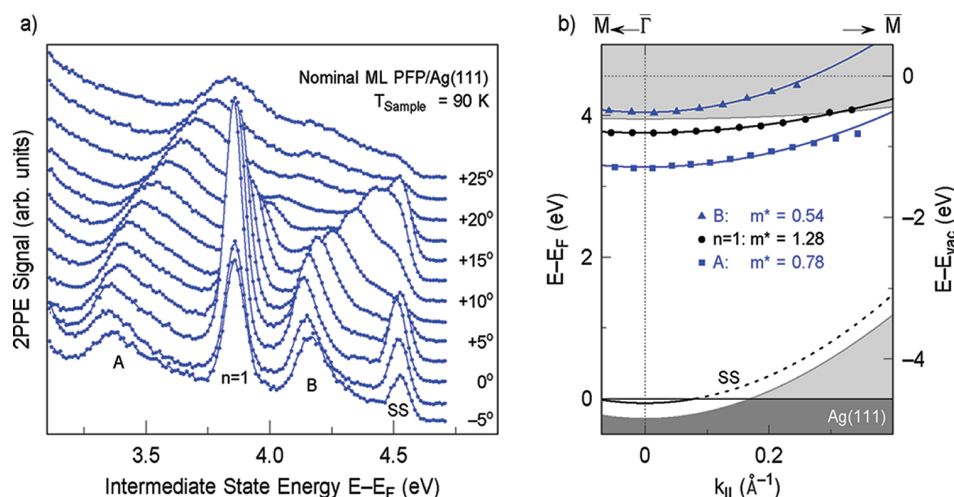 a)
Nominal ML PFP/Ag(111)
T_Sample = 90 K
2PPE Signal (arb. units)
+25°
+20°
+15°
+10°
+5°
0°
–5°
A
n=1
B
SS
3.5
4.0
4.5
Intermediate State Energy E–E_F (eV)
b)
M̅ ← Γ̅ → M̅
4
2
0
E–E_F (eV)
B: m* = 0.54
n=1: m* = 1.28
A: m* = 0.78
SS
Ag(111)
0
−2
−4
E–E_vac (eV)
0
0.2
k_II (Å⁻¹)